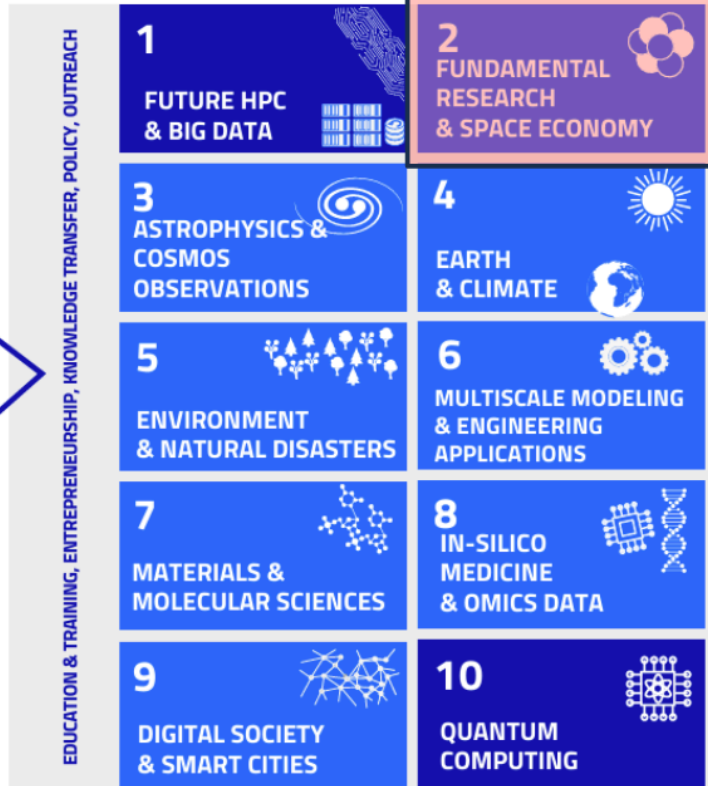 EDUCATION & TRAINING, ENTREPRENEURSHIP, KNOWLEDGE TRANSFER, POLICY, OUTREACH
1
FUTURE HPC
& BIG DATA
2
FUNDAMENTAL
RESEARCH
& SPACE ECONOMY
3
ASTROPHYSICS &
COSMOS
OBSERVATIONS
4
EARTH
& CLIMATE
5
ENVIRONMENT
& NATURAL DISASTERS
6
MULTISCALE MODELING
& ENGINEERING
APPLICATIONS
7
MATERIALS &
MOLECULAR SCIENCES
8
IN-SILICO
MEDICINE
& OMICS DATA
9
DIGITAL SOCIETY
& SMART CITIES
10
QUANTUM
COMPUTING